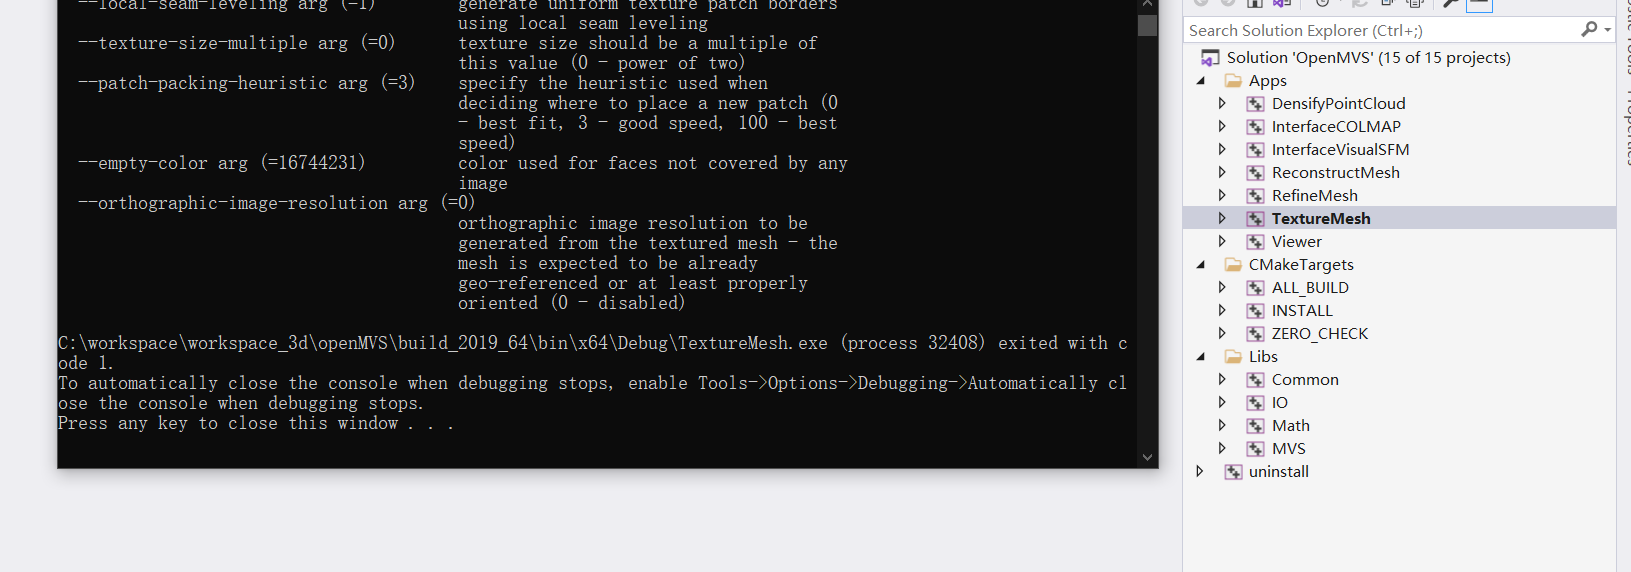 --local-seam-leveling arg (=1)    generate uniform texture patch borders
using local seam leveling
--texture-size-multiple arg (=0)    texture size should be a multiple of
this value (0 - power of two)
--patch-packing-heuristic arg (=3)    specify the heuristic used when
deciding where to place a new patch (0
- best fit, 3 - good speed, 100 - best
speed)
--empty-color arg (=16744231)    color used for faces not covered by any
image
--orthographic-image-resolution arg (=0)
orthographic image resolution to be
generated from the textured mesh - the
mesh is expected to be already
geo-referenced or at least properly
oriented (0 - disabled)
C:\workspace\workspace_3d\openMVS\build_2019_64\bin\x64\Debug\TextureMesh.exe (process 32408) exited with c
ode 1.
To automatically close the console when debugging stops, enable Tools->Options->Debugging->Automatically cl
ose the console when debugging stops.
Press any key to close this window . . .
Search Solution Explorer (Ctrl+;)
Solution 'OpenMVS' (15 of 15 projects)
Apps
DensifyPointCloud
InterfaceCOLMAP
InterfaceVisualSFM
ReconstructMesh
RefineMesh
TextureMesh
Viewer
CMakeTargets
ALL_BUILD
INSTALL
ZERO_CHECK
Libs
Common
IO
Math
MVS
uninstall